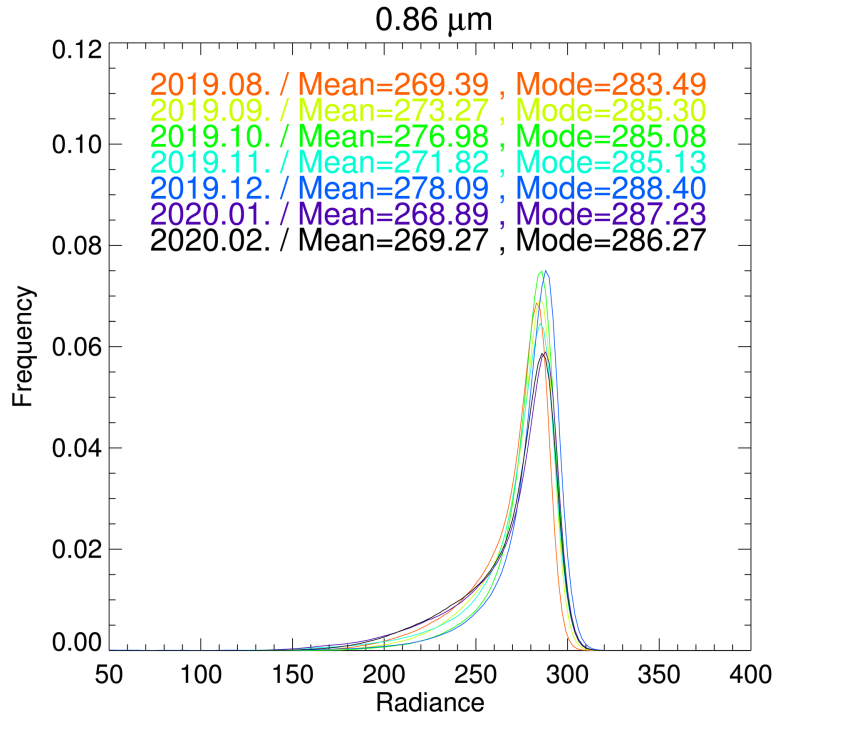 0.86 μm
0.12
2019.08. / Mean=269.39 , Mode=283.49
2019.09. / Mean=273.27 , Mode=285.30
0.10
2019.10. / Mean=276.98 , Mode=285.08
2019.11. / Mean=271.82 , Mode=285.13
2019.12. / Mean=278.09 , Mode=288.40
2020.01. / Mean=268.89 , Mode=287.23
0.08
2020.02. / Mean=269.27 , Mode=286.27
Frequency
0.06
0.04
0.02
0.00
50 100 150 200 250 300 350 400
Radiance